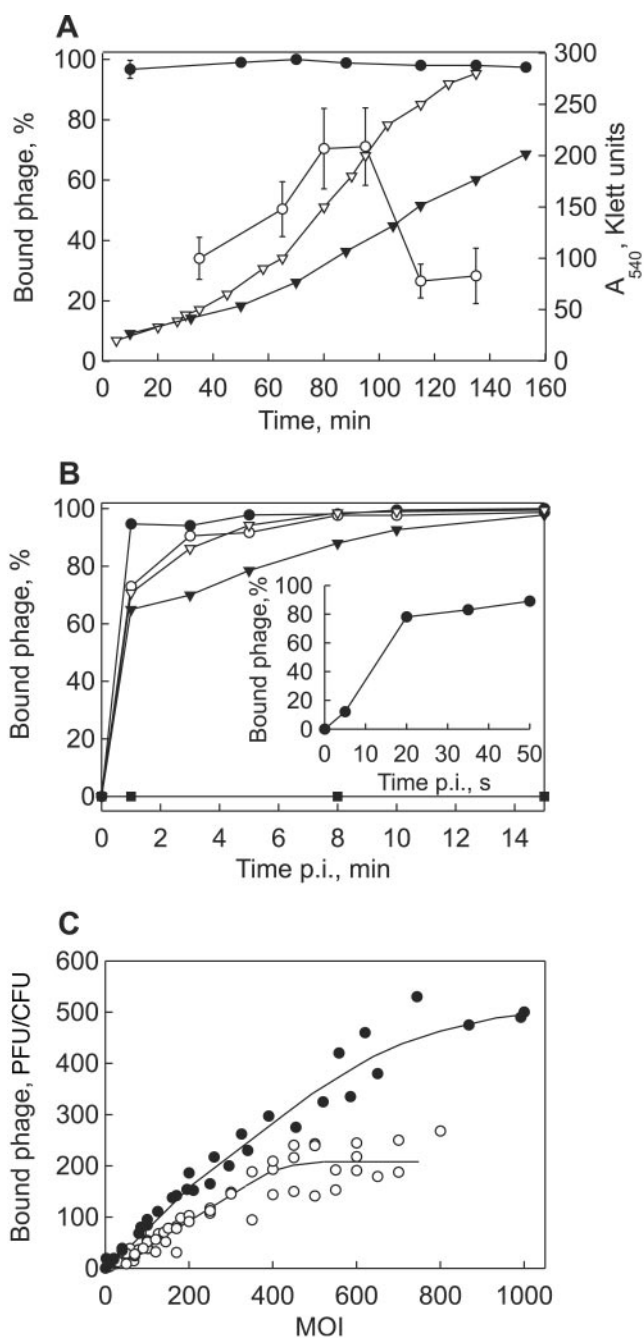 A
Bound phage, %
100
80
60
40
20
0
300
250
200
150
100
50
0
A540, Klett units
0 20 40 60 80 100 120 140 160
Time, min
B
Bound phage, %
100
80
60
40
20
0
Bound phage,%
100
80
60
40
20
0
0 10 20 30 40 50
Time p.i., s
0 2 4 6 8 10 12 14
Time p.i., min
C
Bound phage, PFU/CFU
600
500
400
300
200
100
0
0 200 400 600 800 1000
MOI